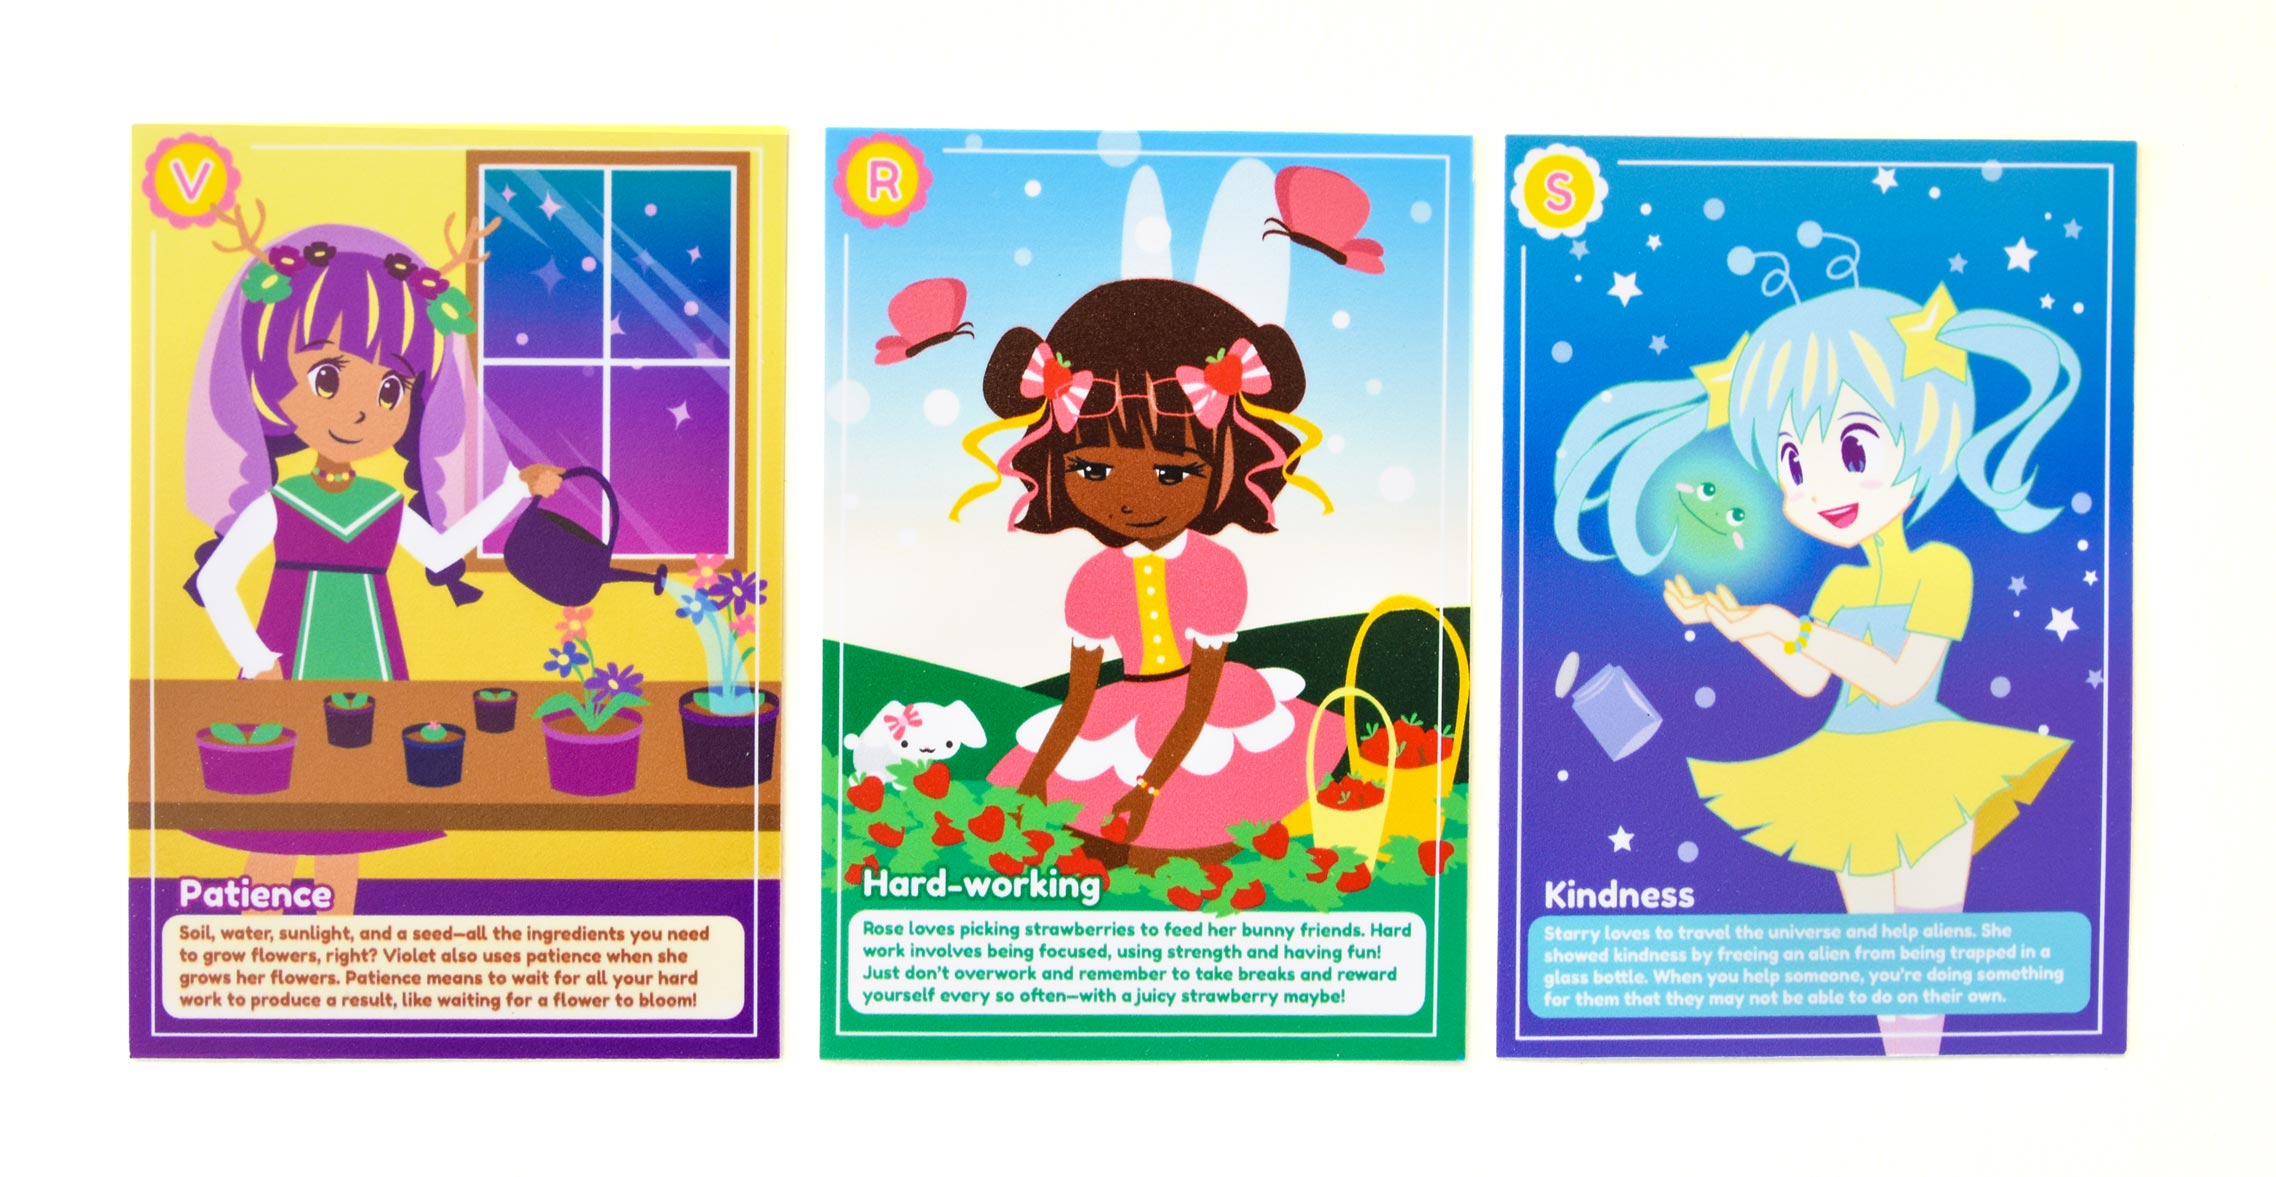 V
Patience
Soil, water, sunlight, and a seed—all the ingredients you need
to grow flowers, right? Violet also uses patience when she
grows her flowers. Patience means to wait for all your hard
work to produce a result, like waiting for a flower to bloom!
R
Hard-working
Rose loves picking strawberries to feed her bunny friends. Hard
work involves being focused, using strength and having fun!
Just don't overwork and remember to take breaks and reward
yourself every so often—with a juicy strawberry maybe!
S
Kindness
Starry loves to travel the universe and help aliens. She
showed kindness by freeing an alien from being trapped in a
glass bottle. When you help someone, you're doing something
for them that they may not be able to do on their own.